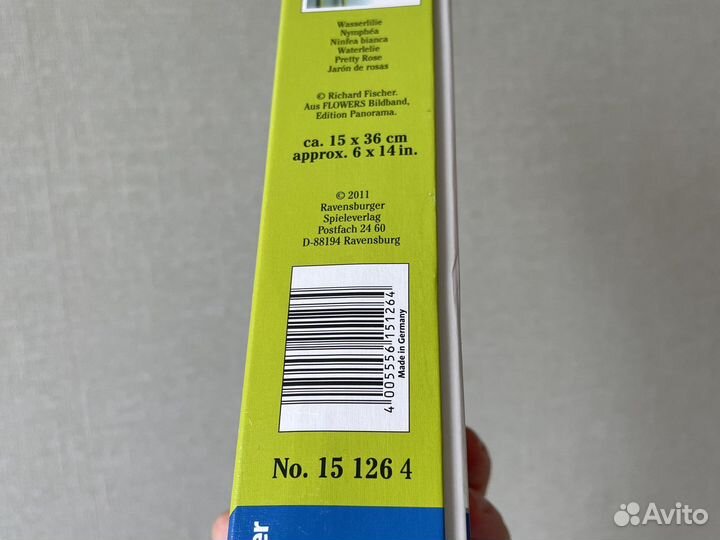 Wasserlilie
Nymphéa
Ninfea bianca
Waterlelie
Pretty Rose
Jarón de rosas
© Richard Fischer.
Aus FLOWERS Bildband,
Edition Panorama.
ca. 15 x 36 cm
approx. 6 x 14 in.
© 2011
Ravensburger
Spieleverlag
Postfach 24 60
D-88194 Ravensburg
4 005556 151264
Made in Germany
No. 15 126 4
er
Avito